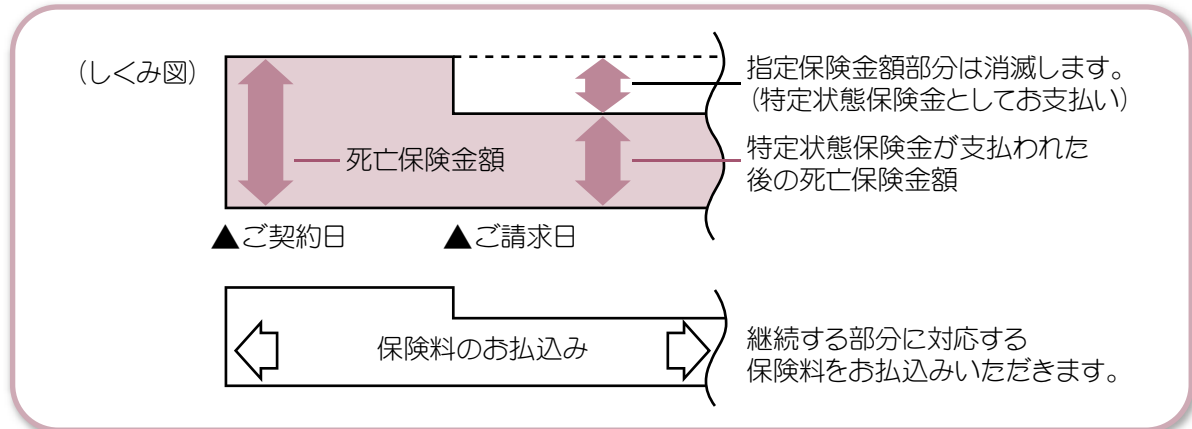 (しくみ図)
指定保険金額部分は消滅します。
(特定状態保険金としてお支払い)
死亡保険金額
特定状態保険金が支払われた
後の死亡保険金額
▲ご契約日
▲ご請求日
保険料のお払込み
継続する部分に対応する
保険料をお払込みいただきます。